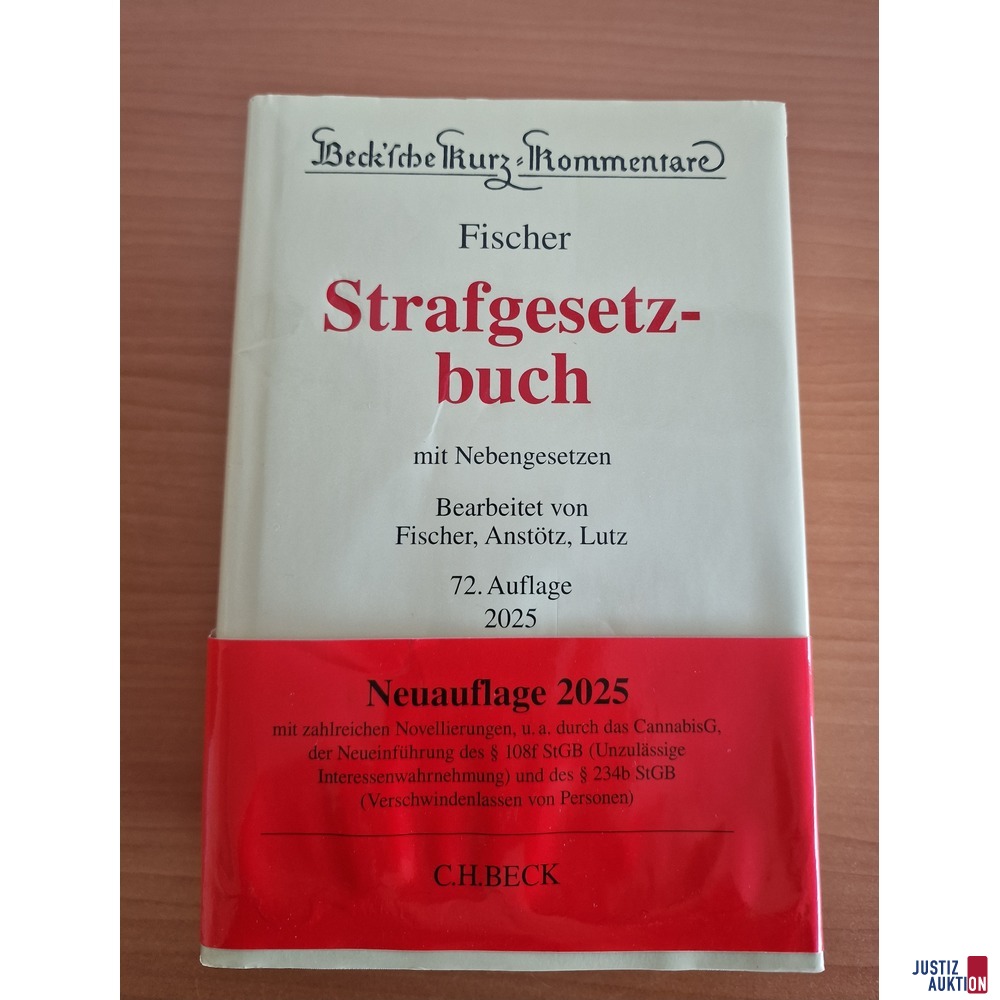 Beck'sche Kurz-Kommentare
Fischer
Strafgesetz-
buch
mit Nebengesetzen
Bearbeitet von
Fischer, Anstötz, Lutz
72. Auflage
2025
Neuauflage 2025
mit zahlreichen Novellierungen, u. a. durch das CannabisG,
der Neueinführung des § 108f StGB (Unzulässige
Interessenwahrnehmung) und des § 234b StGB
(Verschwindenlassen von Personen)
C.H.BECK
JUSTIZ
AUKTION